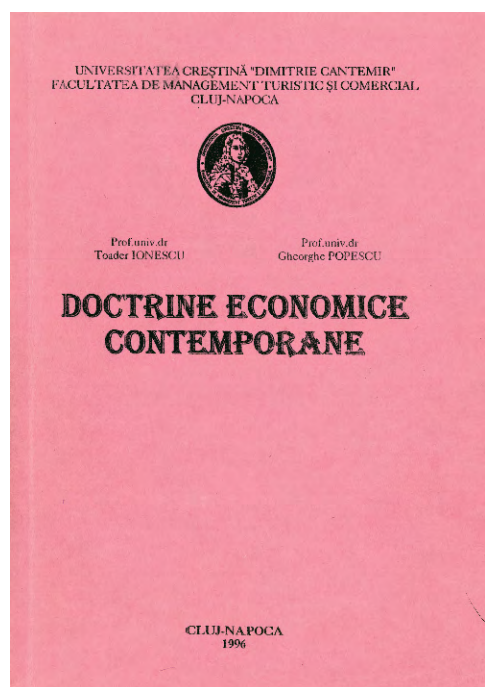 UNIVERSITATEA CREŞTINĂ "DIMITRIE CANTEMIR"
FACULTATEA DE MANAGEMENT TURISTIC ŞI COMERCIAL
CLUJ-NAPOCA
Prof.univ.dr
Toader IONESCU
Prof.univ.dr
Gheorghe POPESCU
DOCTRINE ECONOMICE
CONTEMPORANE
CLUJ-NAPOCA
1996